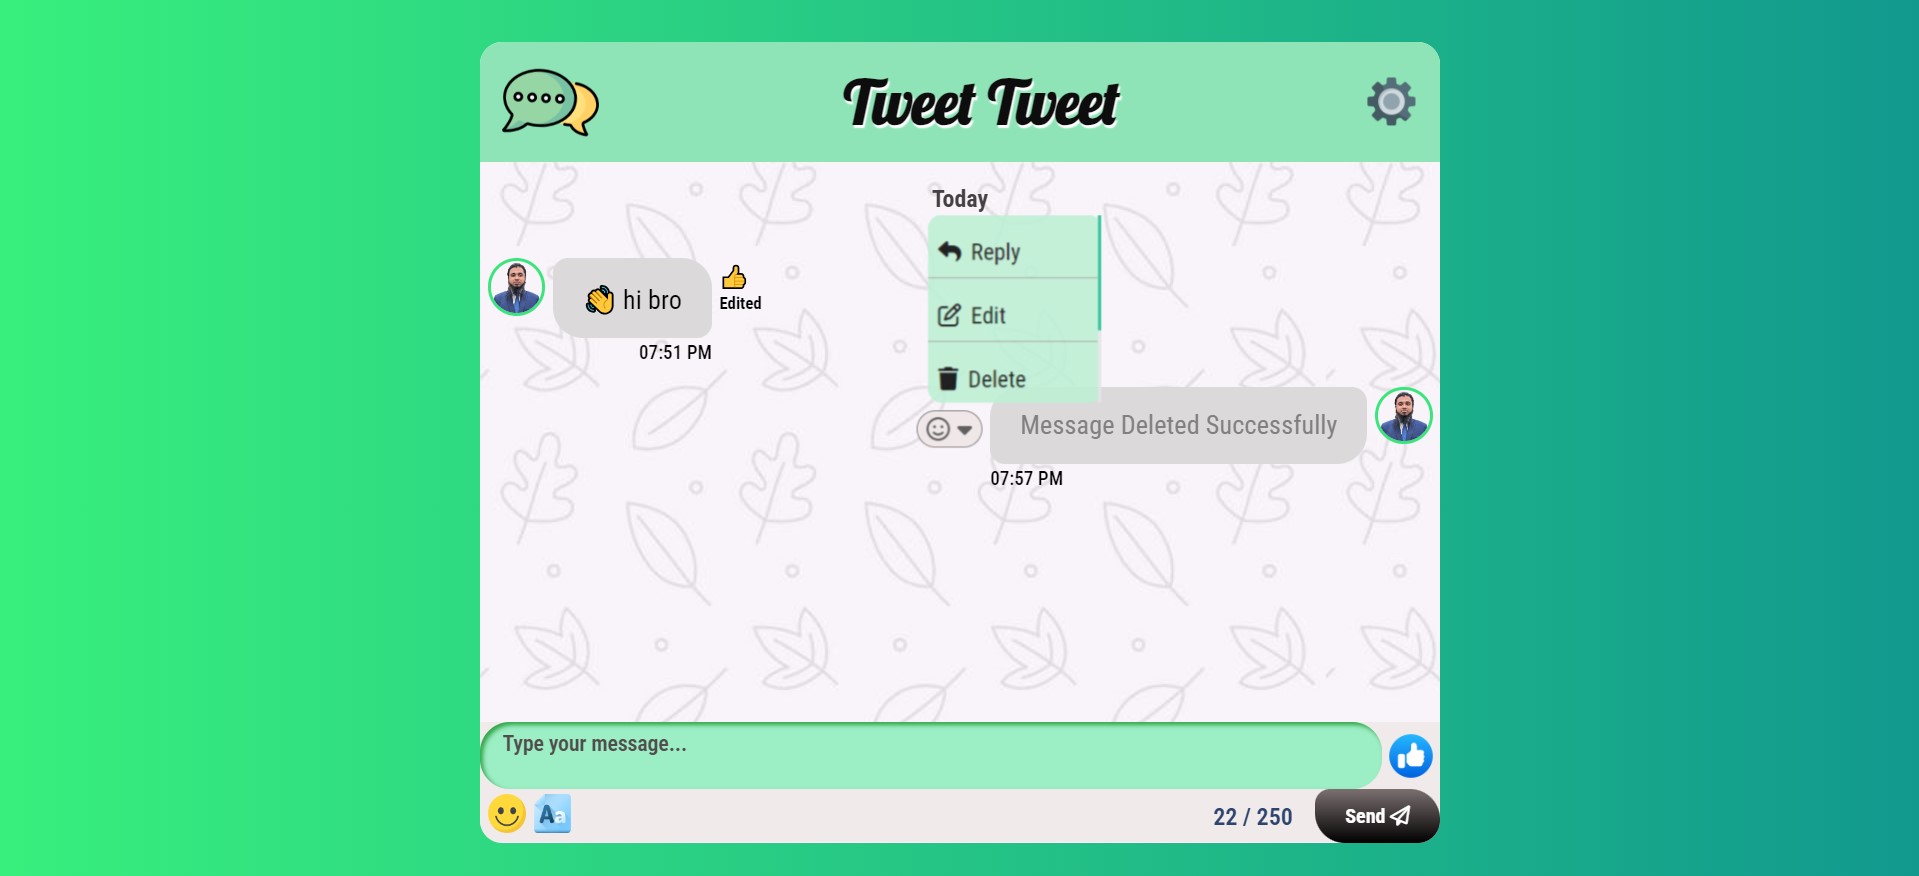 Tweet Tweet
Today
Reply
👋 hi bro
Edited
Edit
07:51 PM
Delete
Message Deleted Successfully
07:57 PM
Type your message...
Aa
22 / 250
Send